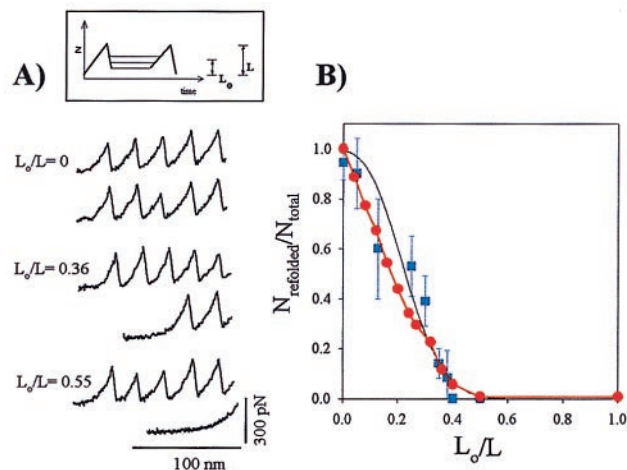 A)
z
time
L
Lₒ
Lₒ/L= 0
Lₒ/L= 0.36
Lₒ/L= 0.55
300 pN
100 nm
B)
N_refolded/N_total
1.0
0.8
0.6
0.4
0.2
0.0
0.0 0.2 0.4 0.6 0.8 1.0
Lₒ/L